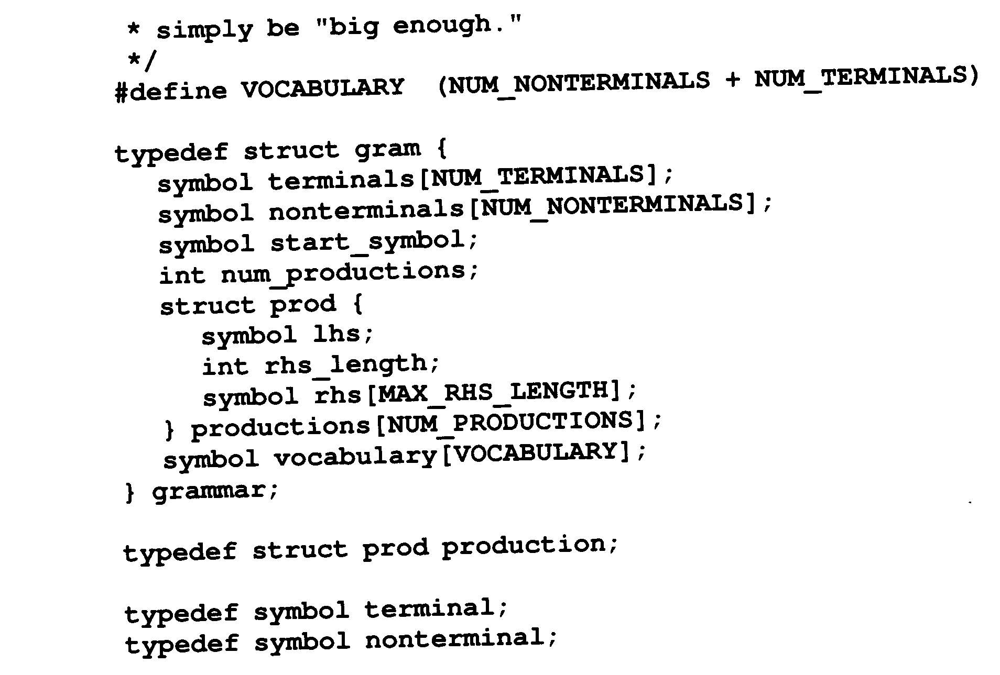 * simply be "big enough."
*/
#define VOCABULARY (NUM_NONTERMINALS + NUM_TERMINALS)
typedef struct gram {
symbol terminals[NUM_TERMINALS];
symbol nonterminals[NUM_NONTERMINALS];
symbol start_symbol;
int num_productions;
struct prod {
symbol lhs;
int rhs_length;
symbol rhs[MAX_RHS_LENGTH];
} productions[NUM_PRODUCTIONS];
symbol vocabulary[VOCABULARY];
} grammar;
typedef struct prod production;
typedef symbol terminal;
typedef symbol nonterminal;